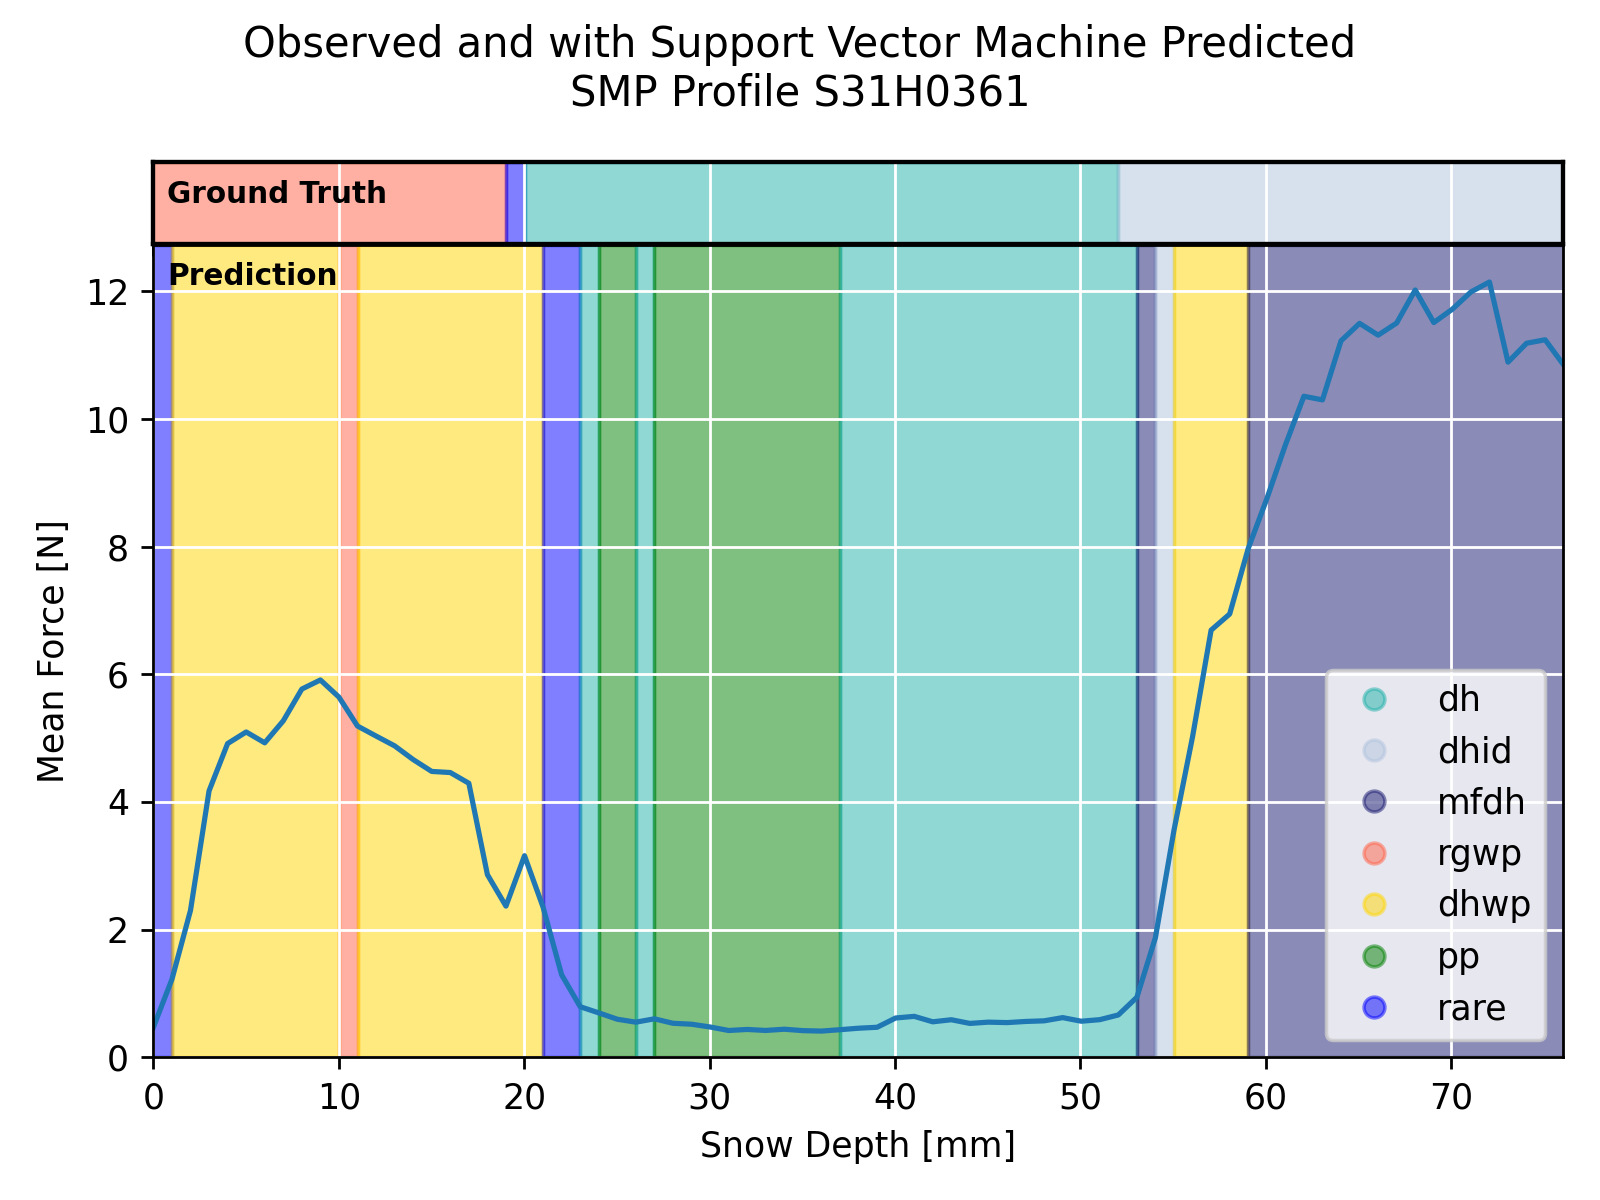 Observed and with Support Vector Machine Predicted
SMP Profile S31H0361
Ground Truth
Prediction
12
10
8
6
4
2
0
Mean Force [N]
dh
dhid
mfdh
rgwp
dhwp
pp
rare
0 10 20 30 40 50 60 70
Snow Depth [mm]